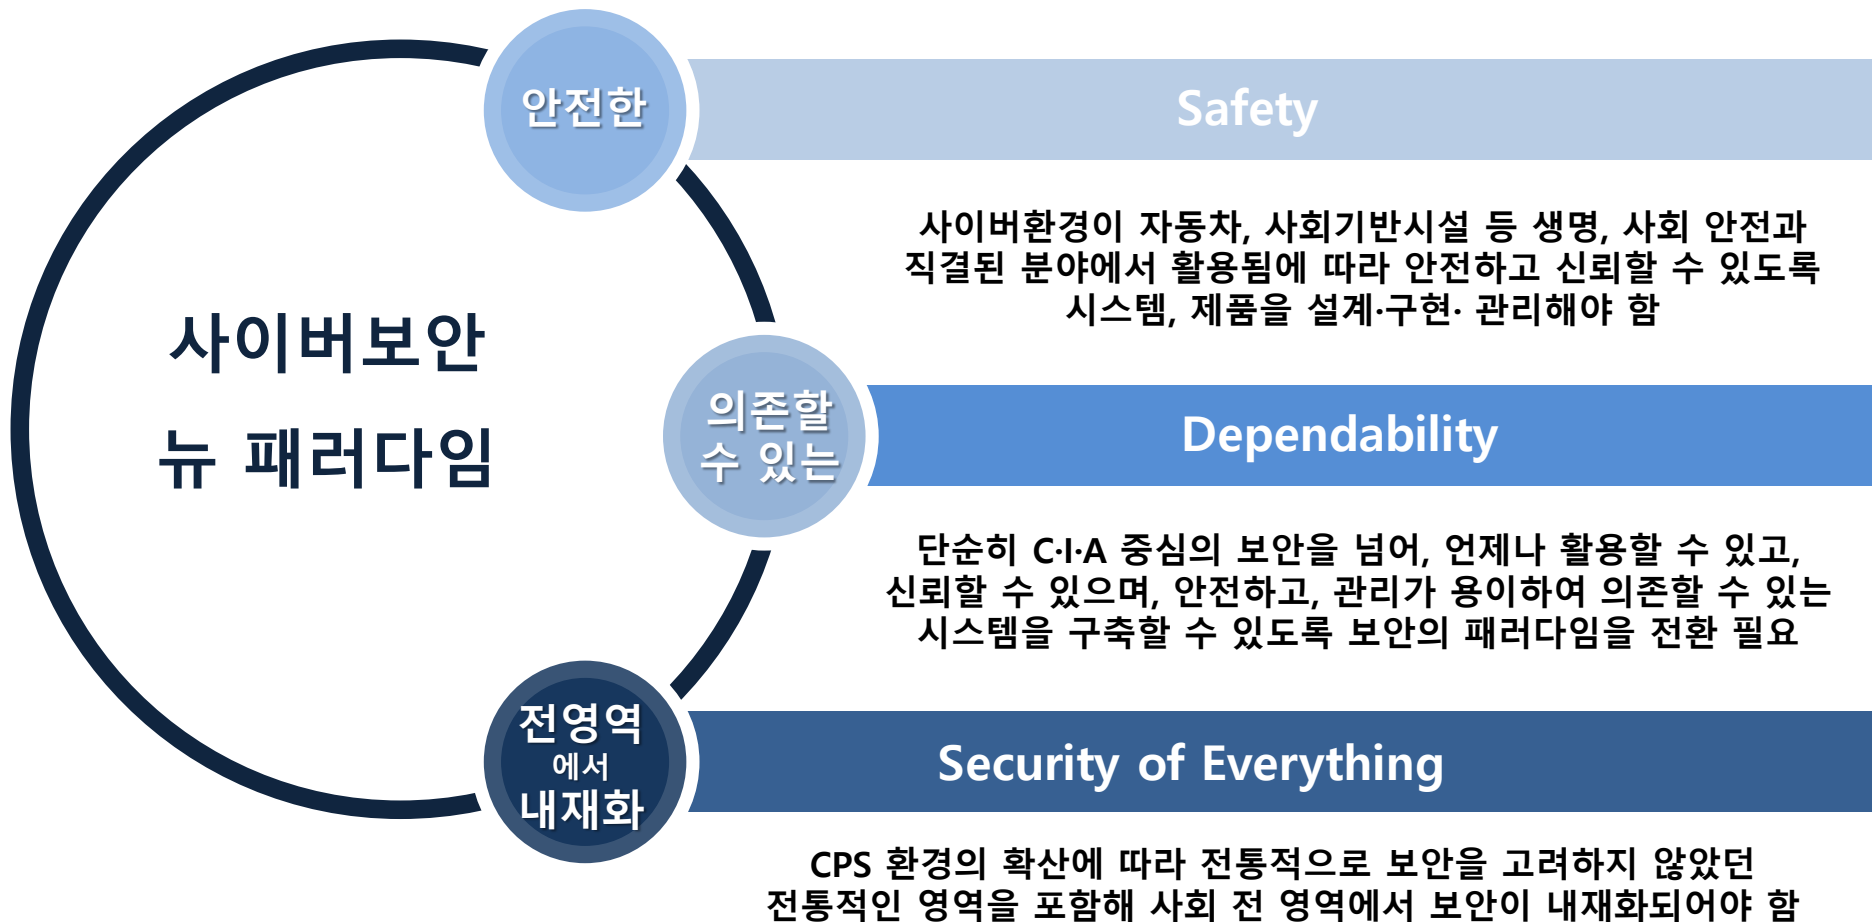 사이버보안
뉴 패러다임
안전한
Safety
사이버환경이 자동차, 사회기반시설 등 생명, 사회 안전과
직결된 분야에서 활용됨에 따라 안전하고 신뢰할 수 있도록
시스템, 제품을 설계·구현· 관리해야 함
의존할
수 있는
Dependability
단순히 C·I·A 중심의 보안을 넘어, 언제나 활용할 수 있고,
신뢰할 수 있으며, 안전하고, 관리가 용이하여 의존할 수 있는
시스템을 구축할 수 있도록 보안의 패러다임을 전환 필요
전영역
에서
내재화
Security of Everything
CPS 환경의 확산에 따라 전통적으로 보안을 고려하지 않았던
전통적인 영역을 포함해 사회 전 영역에서 보안이 내재화되어야 함